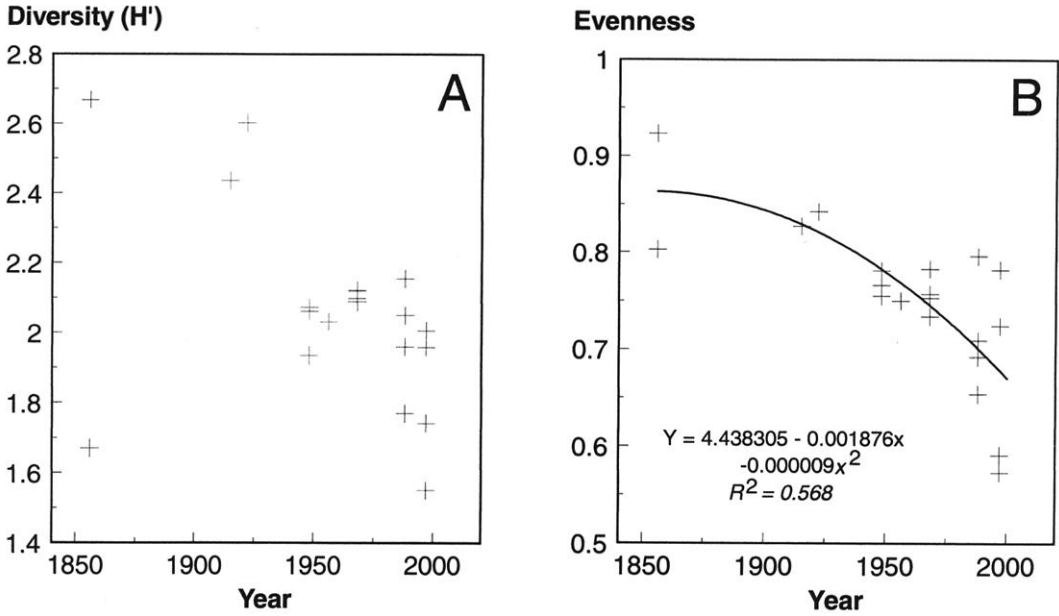 Diversity (H')
2.8
2.6
2.4
2.2
2
1.8
1.6
1.4
1850
1900
1950
2000
Year
A
Evenness
1
0.9
0.8
0.7
0.6
0.5
1850
1900
1950
2000
Year
B
Y = 4.438305 - 0.001876x
-0.000009x²
R² = 0.568